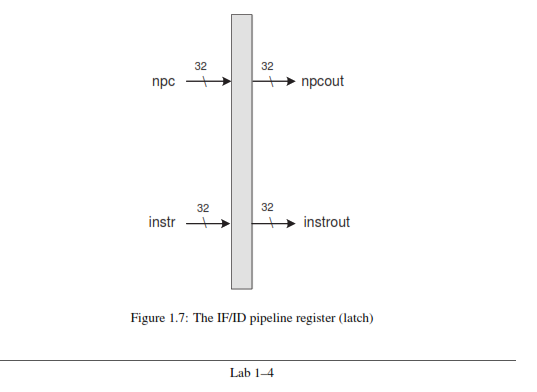 32 32
npc npcout
32 32
instr instrout
Figure 1.7: The IF/ID pipeline register (latch)
Lab 1–4